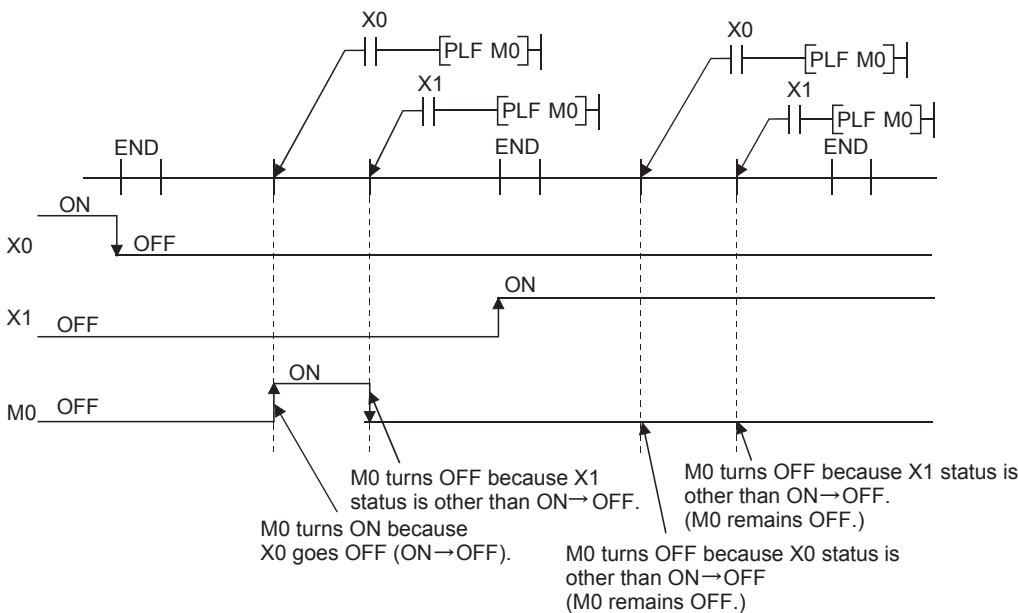 X0
[PLF M0]
X1
[PLF M0]
X0
[PLF M0]
X1
[PLF M0]
END
END
END
ON
X0
OFF
ON
X1
OFF
ON
M0
OFF
M0 turns OFF because X1
status is other than ON→OFF.
M0 turns ON because
X0 goes OFF (ON→OFF).
M0 turns OFF because X1 status is
other than ON→OFF.
(M0 remains OFF.)
M0 turns OFF because X0 status is
other than ON→OFF
(M0 remains OFF.)